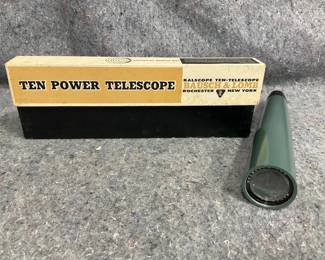 TEN POWER TELESCOPE
BALSCOPE TEN-TELESCOPE
BAUSCH & LOMB
ROCHESTER NEW YORK